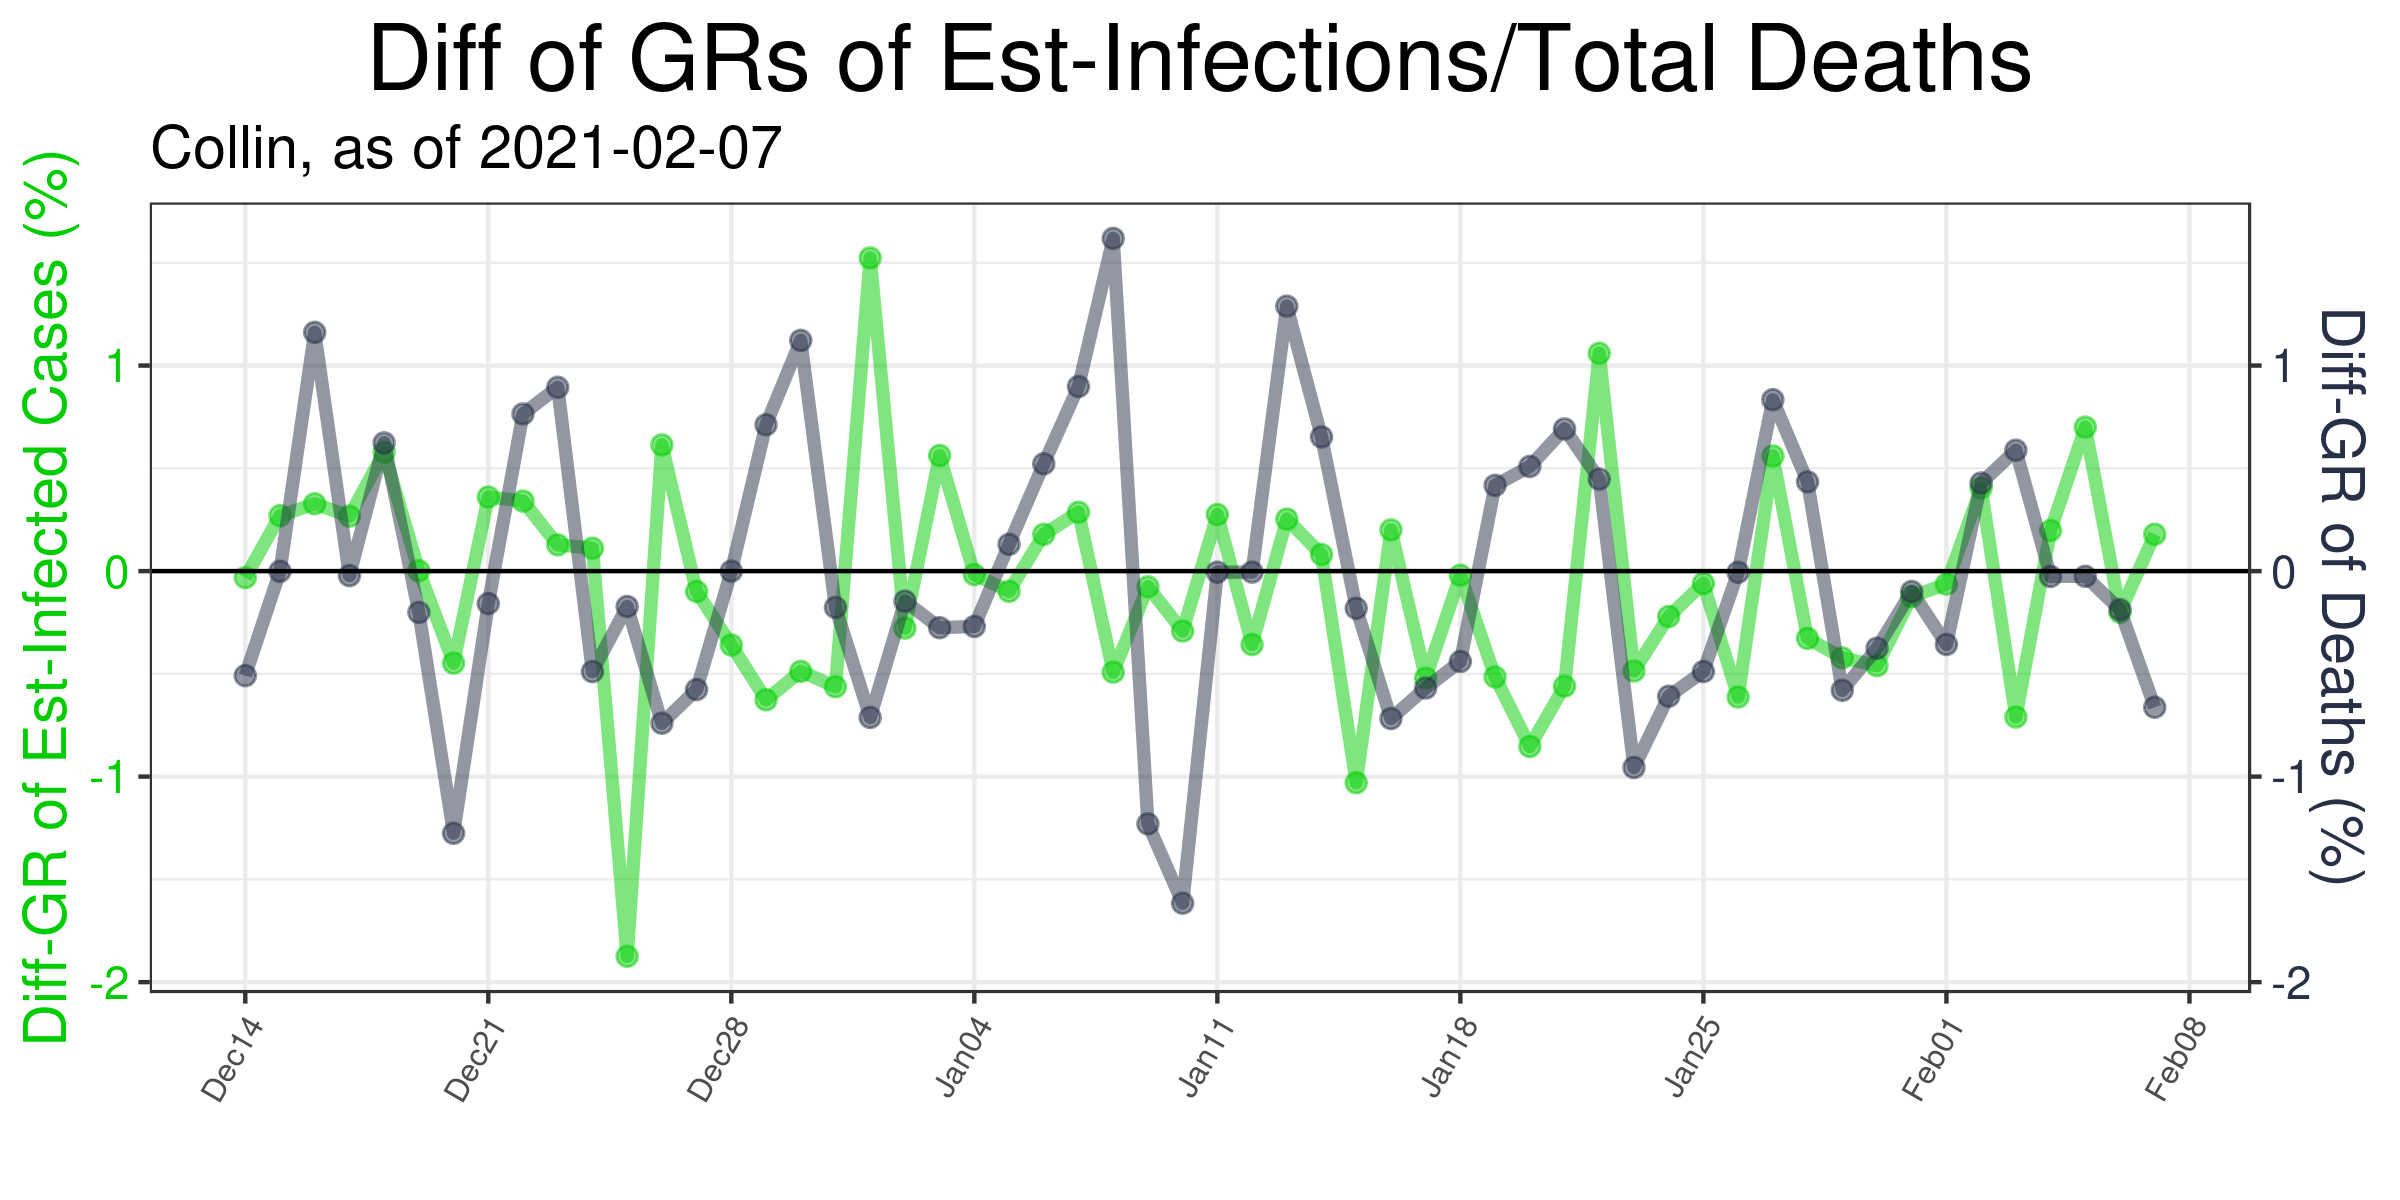 Diff of GRs of Est-Infections/Total Deaths
Collin, as of 2021-02-07
Diff-GR of Est-Infected Cases (%)
1
0
-1
-2
1
0
-1
-2
Diff-GR of Deaths (%)
Dec14
Dec21
Dec28
Jan04
Jan11
Jan18
Jan25
Feb01
Feb08